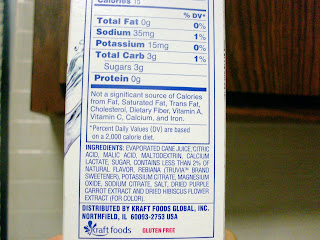 Calories 15
% DV*
Total Fat 0g 0%
Sodium 35mg 1%
Potassium 15mg 0%
Total Carb 3g 1%
Sugars 3g
Protein 0g
Not a significant source of Calories
from Fat, Saturated Fat, Trans Fat,
Cholesterol, Dietary Fiber, Vitamin A,
Vitamin C, Calcium, and Iron.
*Percent Daily Values (DV) are based
on a 2,000 calorie diet.
INGREDIENTS: EVAPORATED CANE JUICE, CITRIC
ACID, MALIC ACID, MALTODEXTRIN, CALCIUM
LACTATE, SUGAR, CONTAINS LESS THAN 2% OF
NATURAL FLAVOR, REBIANA (TRUVIA™ BRAND
SWEETENER), POTASSIUM CITRATE, MAGNESIUM
OXIDE, SODIUM CITRATE, SALT, DRIED PURPLE
CARROT EXTRACT AND DRIED HIBISCUS FLOWER
EXTRACT (FOR COLOR).
DISTRIBUTED BY KRAFT FOODS GLOBAL, INC.
NORTHFIELD, IL 60093-2753 USA
kraft foods GLUTEN FREE